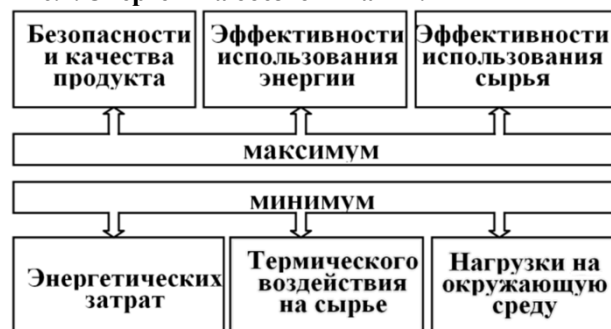 Безопасности
и качества
продукта
Эффективности
использования
энергии
Эффективности
использования
сырья
максимум
минимум
Энергетических
затрат
Термического
воздействия
на сырье
Нагрузки на
окружающую
среду